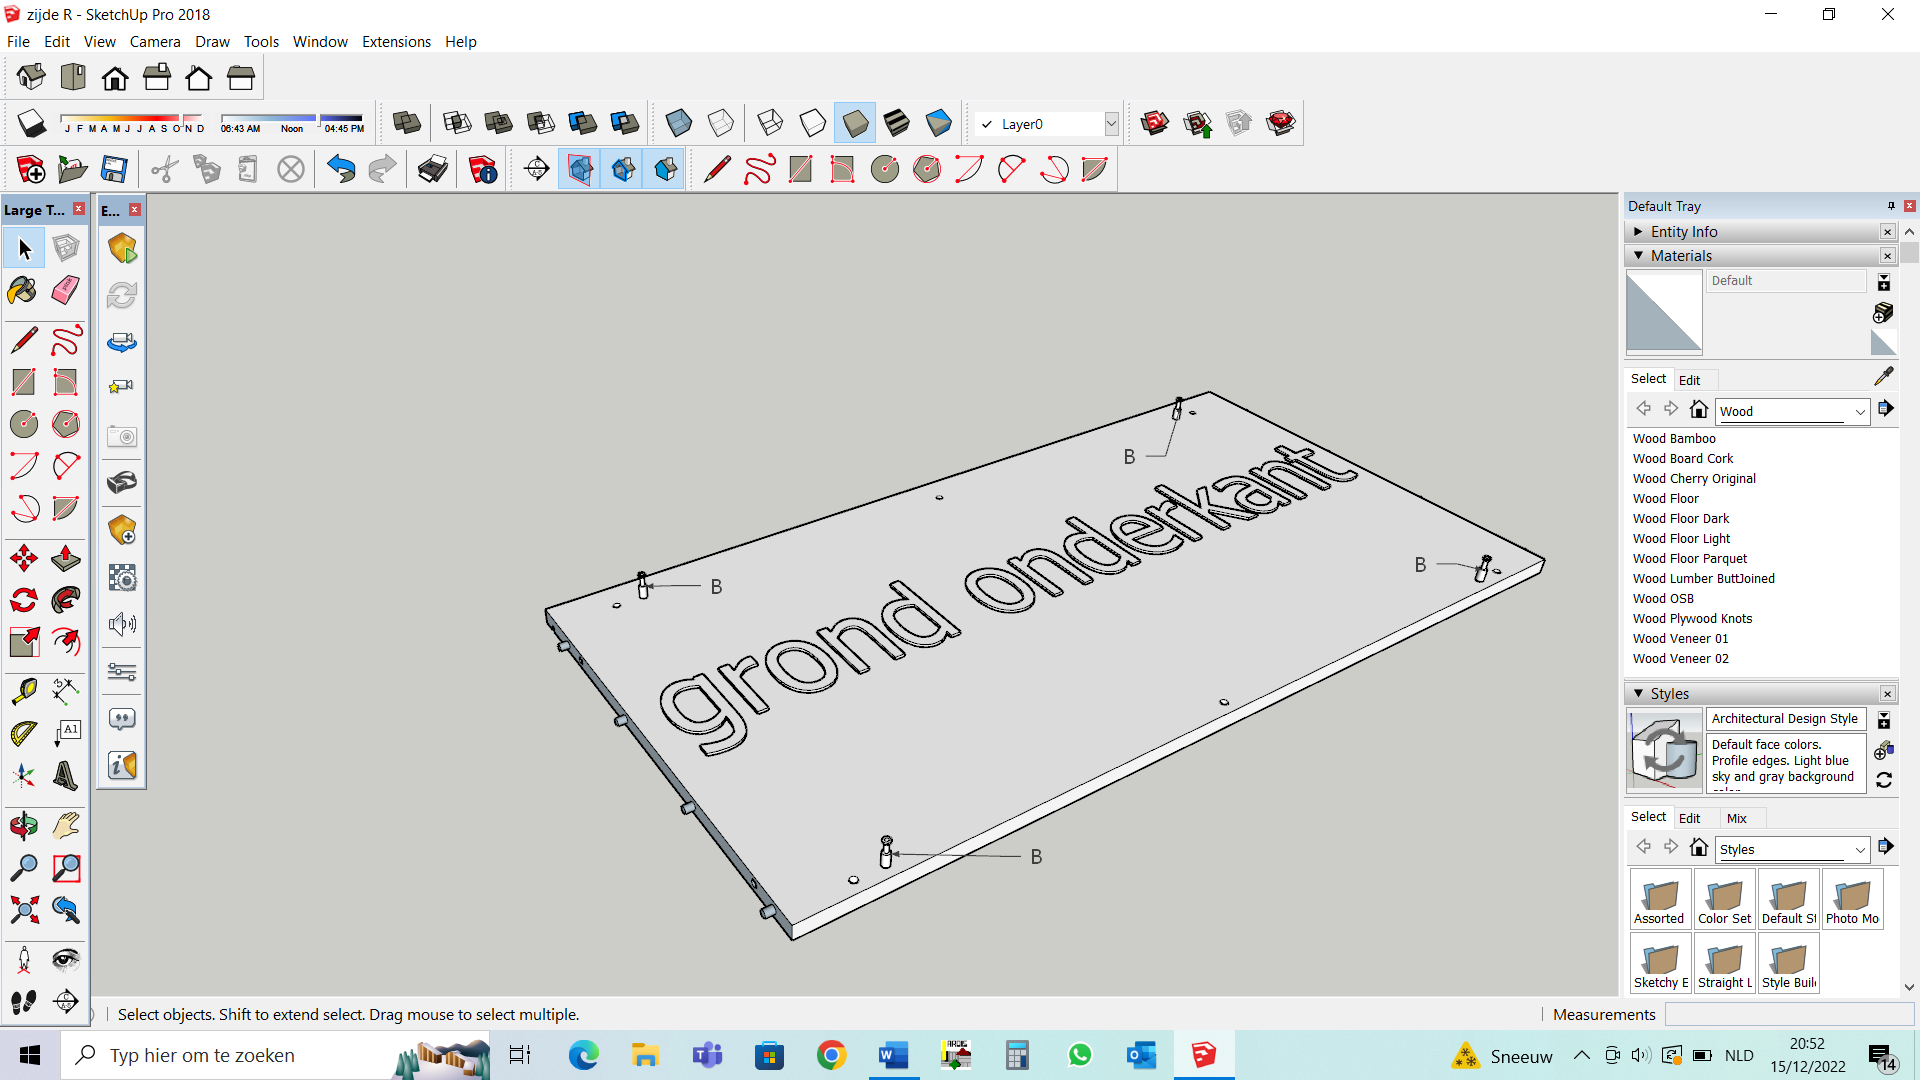 zijde R - SketchUp Pro 2018
File Edit View Camera Draw Tools Window Extensions Help
J F M A M J J A S O N D
06:43 AM Noon 04:45 PM
Layer0
Large T...
E...
A1
Default Tray
Entity Info
Materials
Default
Select Edit
Wood
Wood Bamboo
Wood Board Cork
Wood Cherry Original
Wood Floor
Wood Floor Dark
Wood Floor Light
Wood Floor Parquet
Wood Lumber ButtJoined
Wood OSB
Wood Plywood Knots
Wood Veneer 01
Wood Veneer 02
Styles
Architectural Design Style
Default face colors.
Profile edges. Light blue
sky and gray background
Select Edit Mix
Styles
Assorted Color Set Default St Photo Mo
Sketchy E Straight L Style Buil
B
B
B
B
grond onderkant
Select objects. Shift to extend select. Drag mouse to select multiple.
Measurements
Typ hier om te zoeken
Sneeuw
NLD
20:52
15/12/2022
14